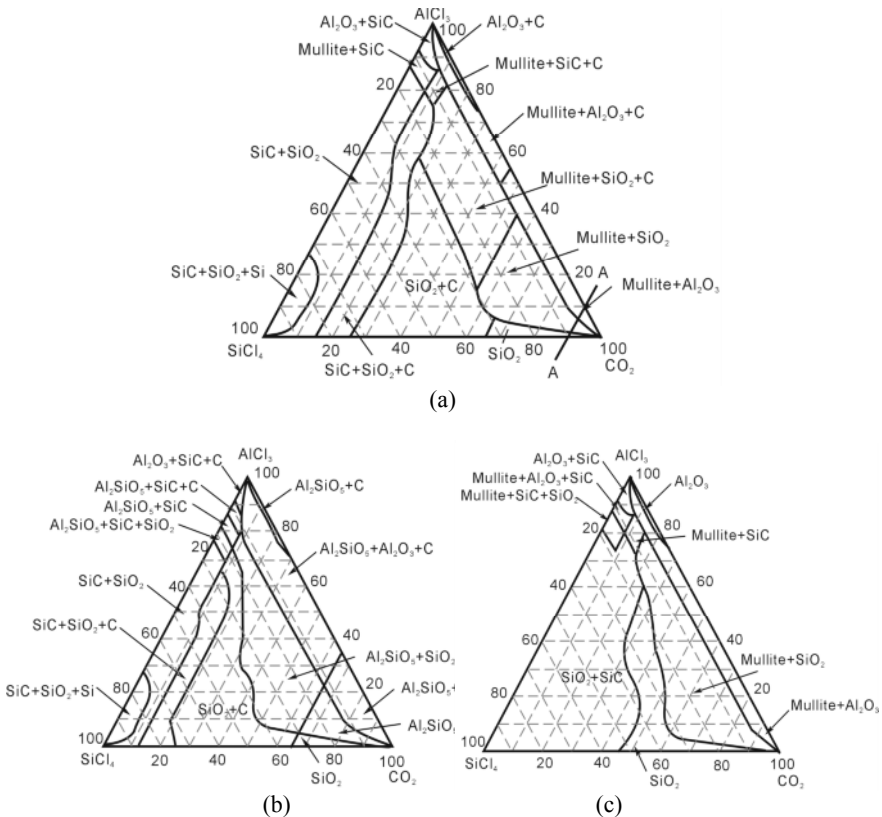 AlCl₃
Al₂O₃+SiC
100
Al₂O₃+C
Mullite+SiC
Mullite+SiC+C
20
80
Mullite+Al₂O₃+C
SiC+SiO₂
40
60
Mullite+SiO₂+C
60
40
Mullite+SiO₂
SiC+SiO₂+Si
80
20
A
SiO₂+C
Mullite+Al₂O₃
100
SiCl₄
20
40
60
SiO₂
80
100
SiC+SiO₂+C
A
CO₂
(a)
AlCl₃
Al₂O₃+SiC+C
100
Al₂SiO₅+SiC+C
Al₂SiO₅+C
Al₂SiO₅+SiC
Al₂SiO₅+SiC+SiO₂
80
20
Al₂SiO₅+Al₂O₃+C
SiC+SiO₂
40
60
SiC+SiO₂+C
60
40
Al₂SiO₅+SiO₂
SiC+SiO₂+Si
80
20
Al₂SiO₅+
SiO₂+C
Al₂SiO₅
100
SiCl₄
20
40
60
SiO₂
80
100
CO₂
(b)
AlCl₃
Al₂O₃+SiC
100
Mullite+Al₂O₃+SiC
Al₂O₃
Mullite+SiC+SiO₂
20
80
Mullite+SiC
40
60
60
40
SiO₂+SiC
Mullite+SiO₂
80
20
Mullite+Al₂O₃
100
SiCl₄
20
40
60
80
100
SiO₂
CO₂
(c)